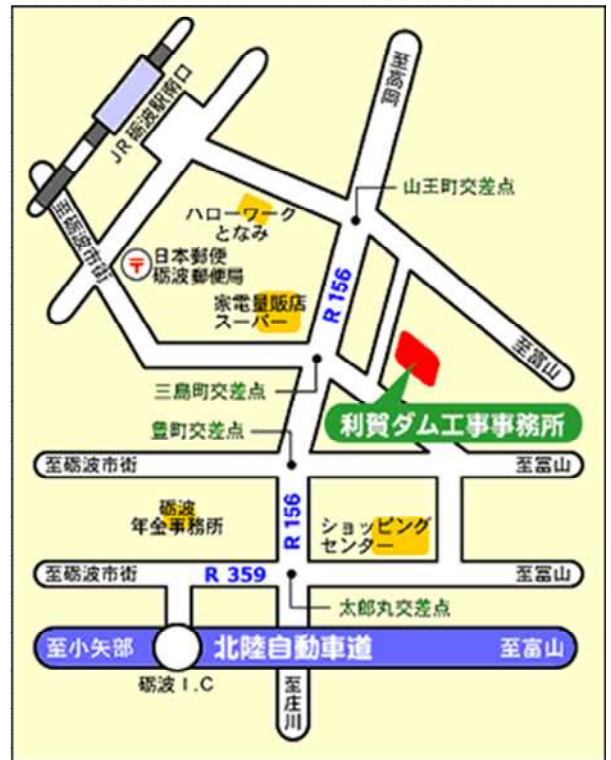 JR砺波駅南口
至高岡
山王町交差点
ハローワーク
となみ
至砺波市街
日本郵便
砺波郵便局
家電量販店
スーパー
R 156
至富山
三島町交差点
利賀ダム工事事務所
豊町交差点
至砺波市街
至富山
砺波
年金事務所
R 156
ショッピング
センター
至砺波市街
R 359
至富山
太郎丸交差点
至小矢部
北陸自動車道
至富山
砺波 I.C
至庄川